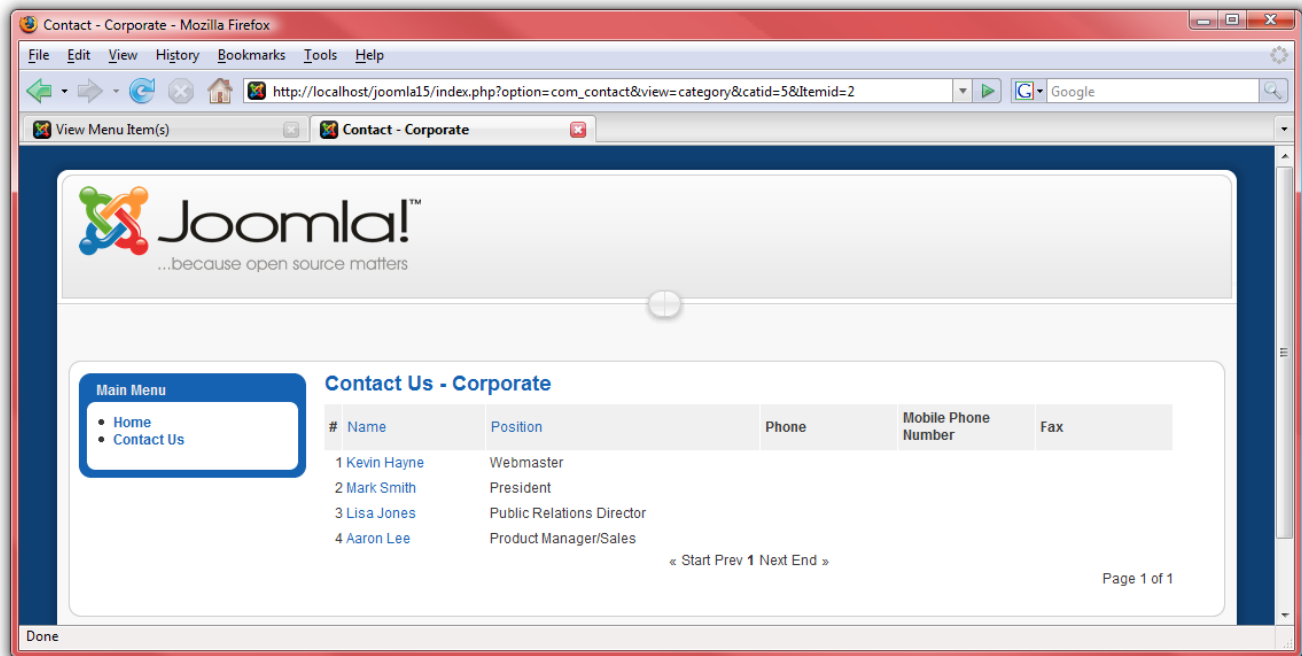 Contact - Corporate - Mozilla Firefox
File Edit View History Bookmarks Tools Help
http://localhost/joomla15/index.php?option=com_contact&view=category&catid=5&Itemid=2 G Google
View Menu Item(s) Contact - Corporate
Joomla!™
...because open source matters
Main Menu
Home
Contact Us
Contact Us - Corporate
# Name Position Phone Mobile Phone Number Fax
1 Kevin Hayne Webmaster
2 Mark Smith President
3 Lisa Jones Public Relations Director
4 Aaron Lee Product Manager/Sales
« Start Prev 1 Next End »
Page 1 of 1
Done